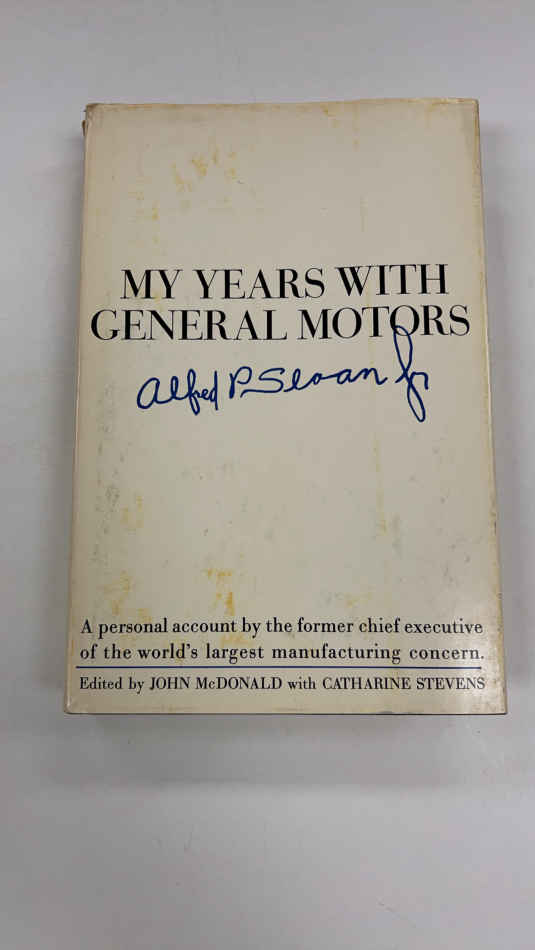 MY YEARS WITH
GENERAL MOTORS
Alfred P. Sloan Jr
A personal account by the former chief executive
of the world's largest manufacturing concern.
Edited by JOHN McDONALD with CATHARINE STEVENS